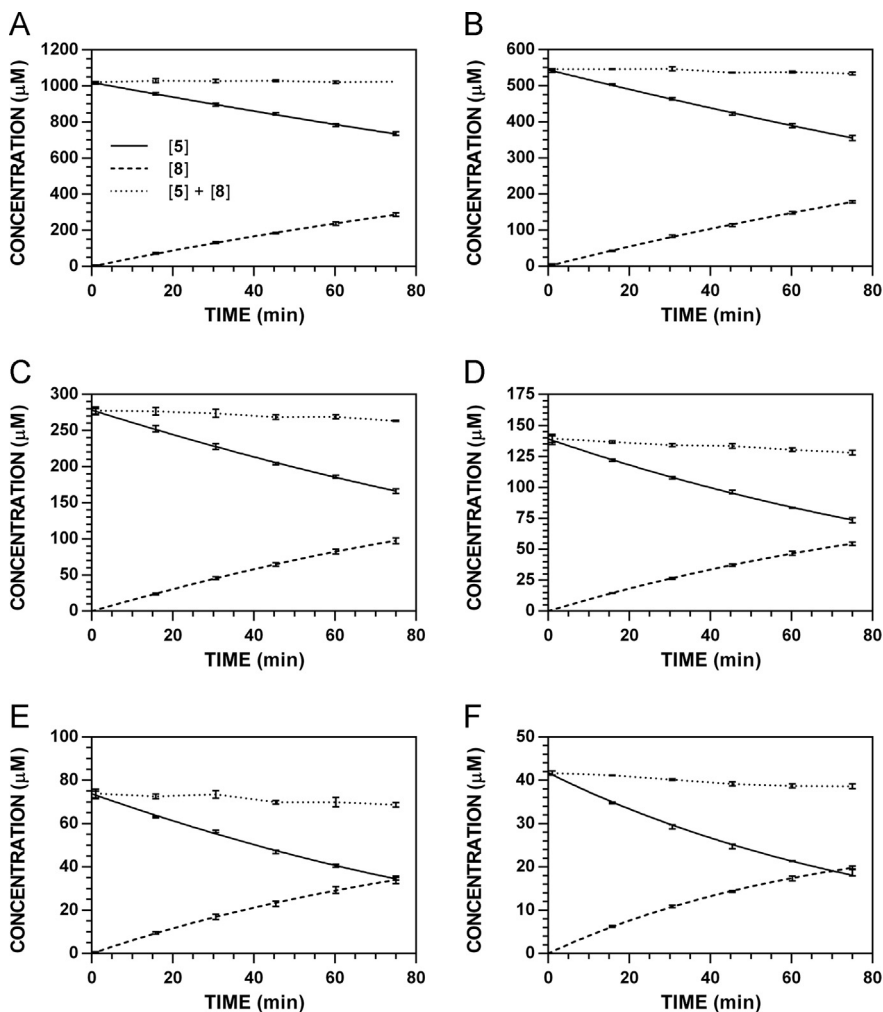 A
CONCENTRATION (µM)
1200
1000
800
600
400
200
0
[5]
[8]
[5] + [8]
0 20 40 60 80
TIME (min)
B
CONCENTRATION (µM)
600
500
400
300
200
100
0
0 20 40 60 80
TIME (min)
C
CONCENTRATION (µM)
300
250
200
150
100
50
0
0 20 40 60 80
TIME (min)
D
CONCENTRATION (µM)
175
150
125
100
75
50
25
0
0 20 40 60 80
TIME (min)
E
CONCENTRATION (µM)
100
80
60
40
20
0
0 20 40 60 80
TIME (min)
F
CONCENTRATION (µM)
50
40
30
20
10
0
0 20 40 60 80
TIME (min)